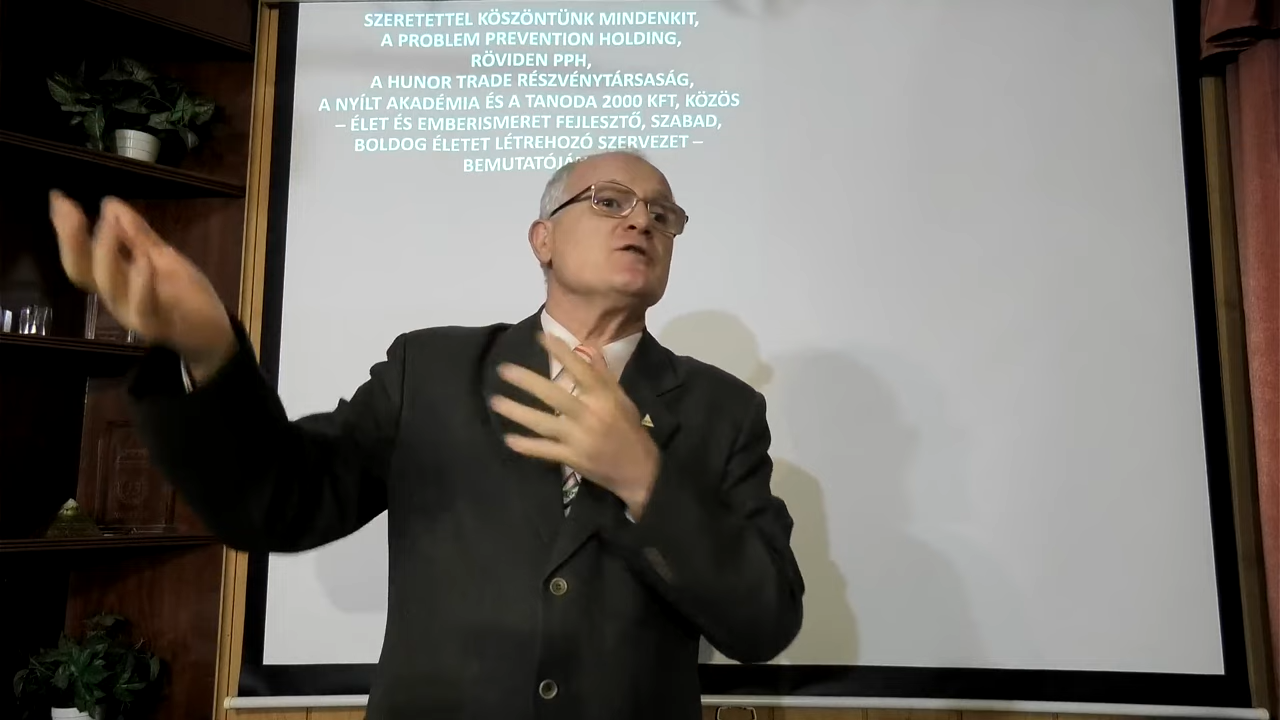 SZERETETTEL KÖSZÖNTÜNK MINDENKIT,
A PROBLEM PREVENTION HOLDING,
RÖVIDEN PPH,
A HUNOR TRADE RÉSZVÉNYTÁRSASÁG,
A NYÍLT AKADÉMIA ÉS A TANODA 2000 KFT, KÖZÖS
– ÉLET ÉS EMBERISMERET FEJLESZTŐ, SZABAD,
BOLDOG ÉLETET LÉTREHOZÓ SZERVEZET –